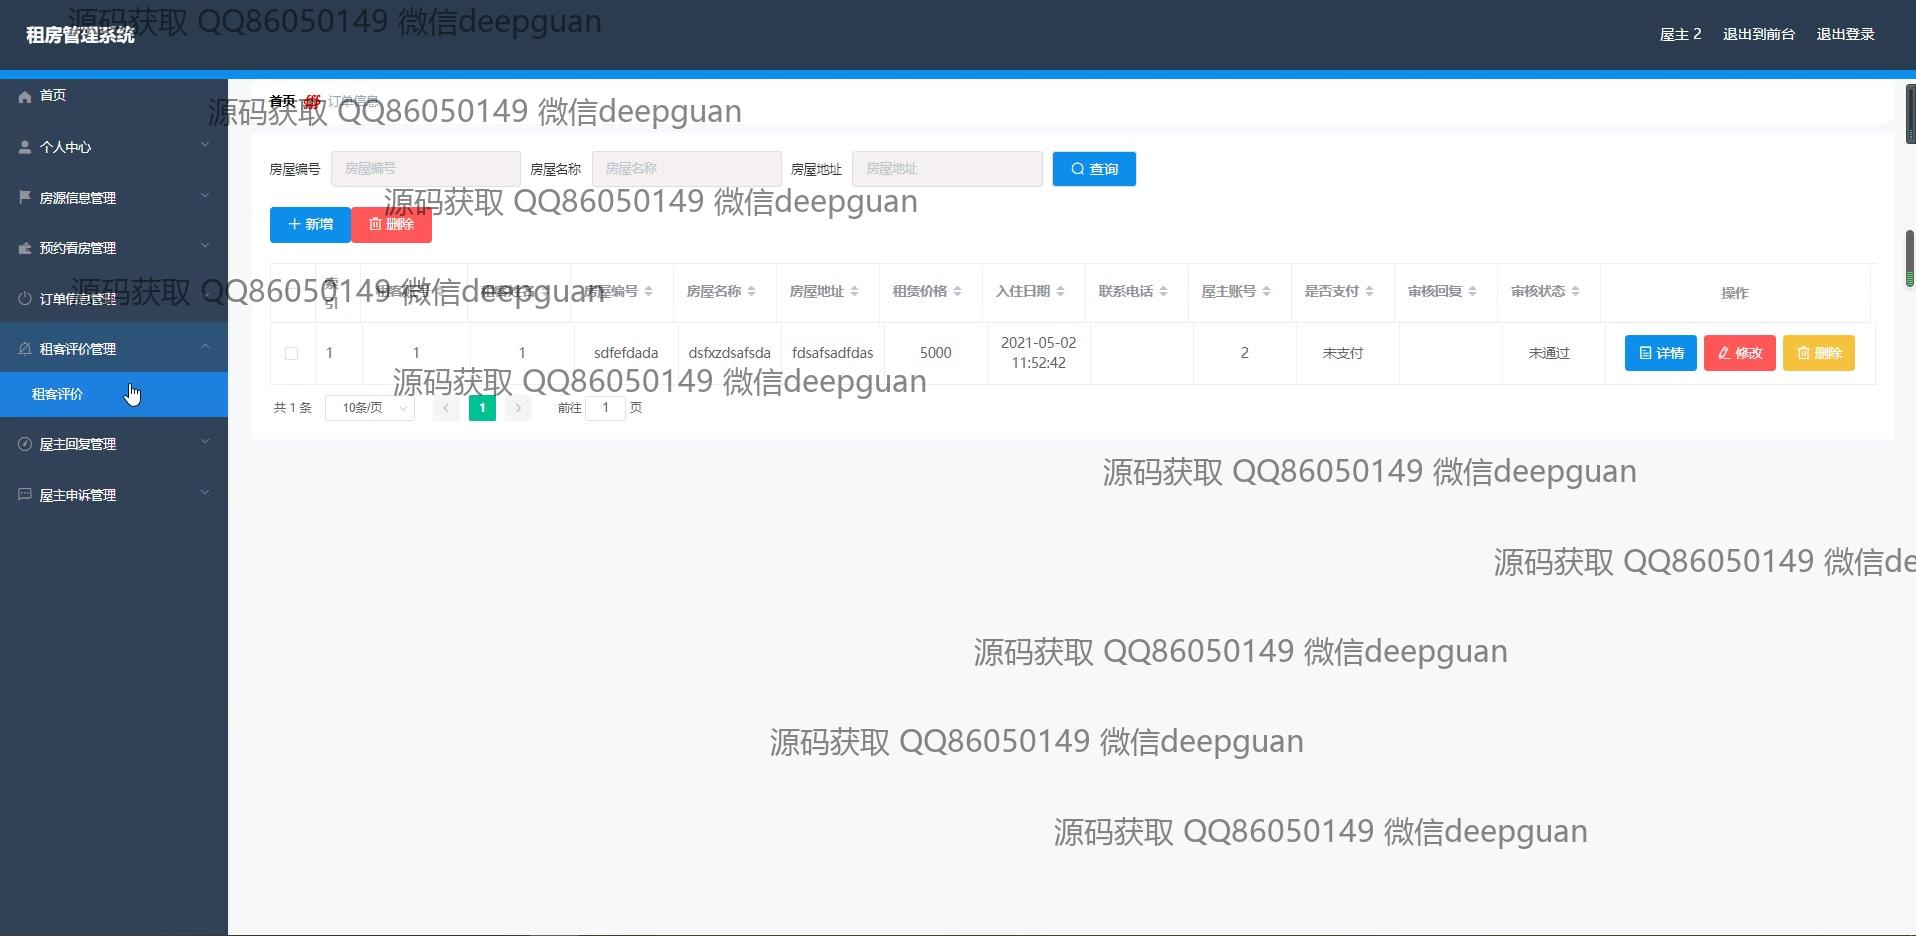 源码获取 QQ86050149 微信deepguan
租房管理系统
屋主 2 退出到前台 退出登录
首页
个人中心
房源信息管理
预约看房管理
订单信息管理
租客评价管理
租客评价
屋主回复管理
屋主申诉管理
首页 订单信息
源码获取 QQ86050149 微信deepguan
房屋编号 房屋编号 房屋名称 房屋名称 房屋地址 房屋地址 查询
源码获取 QQ86050149 微信deepguan
新增 删除
源码获取 QQ86050149 微信deepguan
索引 租客账号 租客姓名 房屋编号 房屋名称 房屋地址 租赁价格 入住日期 联系电话 屋主账号 是否支付 审核回复 审核状态 操作
1 1 1 sdfefdada dsfxzdsafsda fdsafsadfdas 5000 2021-05-02 11:52:42 2 未支付 未通过 详情 修改 删除
源码获取 QQ86050149 微信deepguan
共 1 条 10条/页 1 前往 1 页
源码获取 QQ86050149 微信deepguan
源码获取 QQ86050149 微信de
源码获取 QQ86050149 微信deepguan
源码获取 QQ86050149 微信deepguan
源码获取 QQ86050149 微信deepguan